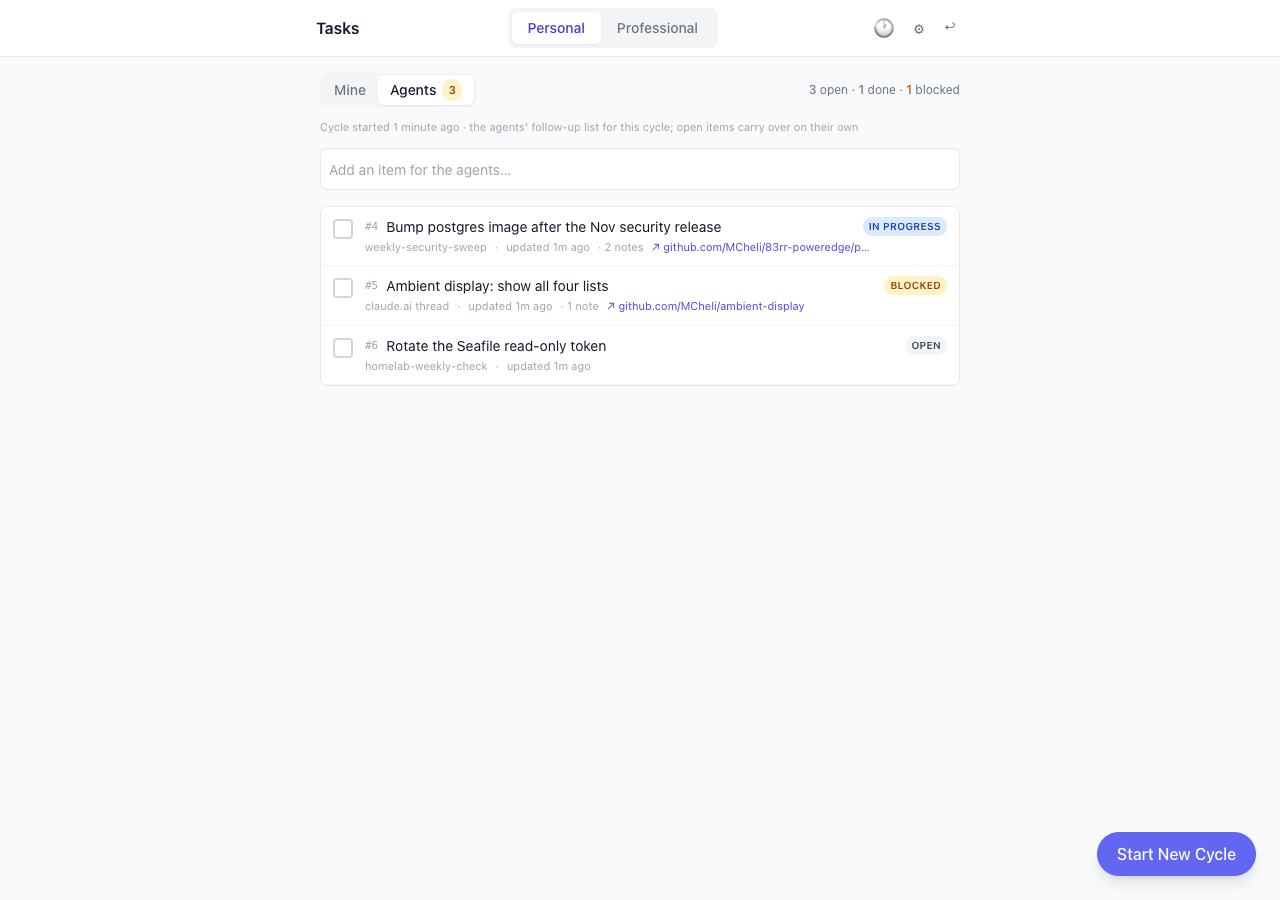 Tasks
Personal Professional
Mine Agents 3
3 open · 1 done · 1 blocked
Cycle started 1 minute ago · the agents' follow-up list for this cycle; open items carry over on their own
Add an item for the agents...
#4 Bump postgres image after the Nov security release IN PROGRESS
weekly-security-sweep · updated 1m ago · 2 notes ↗ github.com/MCheli/83rr-poweredge/p...
#5 Ambient display: show all four lists BLOCKED
claude.ai thread · updated 1m ago · 1 note ↗ github.com/MCheli/ambient-display
#6 Rotate the Seafile read-only token OPEN
homelab-weekly-check · updated 1m ago
Start New Cycle